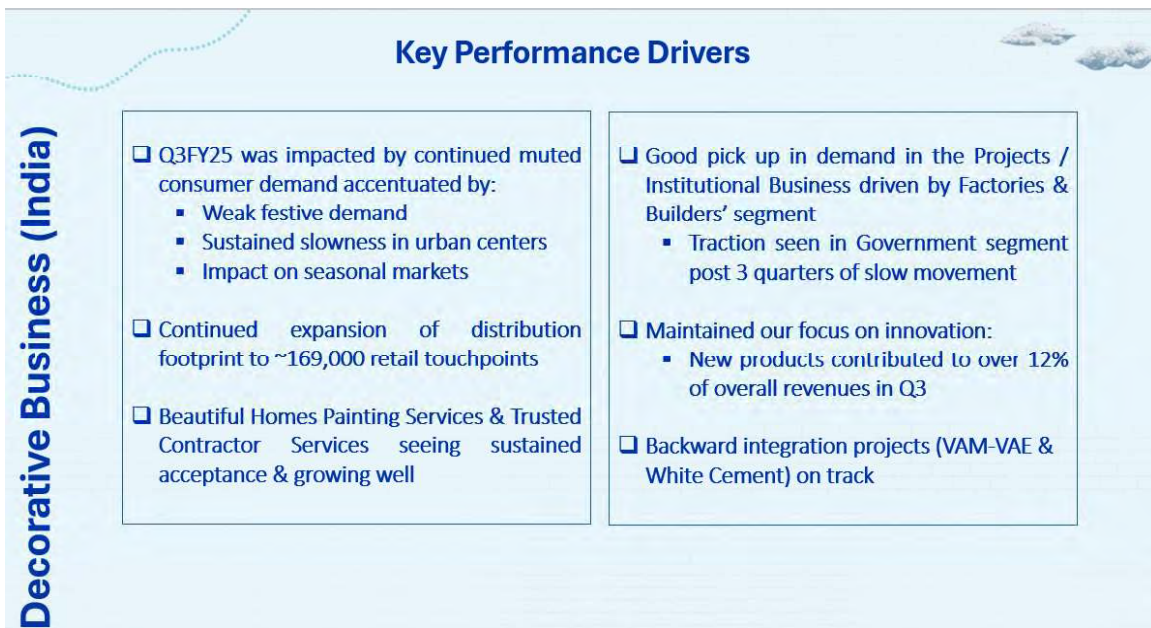 Key Performance Drivers
Decorative Business (India)
❑ Q3FY25 was impacted by continued muted
consumer demand accentuated by:
▪ Weak festive demand
▪ Sustained slowness in urban centers
▪ Impact on seasonal markets
❑ Continued expansion of distribution
footprint to ~169,000 retail touchpoints
❑ Beautiful Homes Painting Services & Trusted
Contractor Services seeing sustained
acceptance & growing well
❑ Good pick up in demand in the Projects /
Institutional Business driven by Factories &
Builders’ segment
▪ Traction seen in Government segment
post 3 quarters of slow movement
❑ Maintained our focus on innovation:
▪ New products contributed to over 12%
of overall revenues in Q3
❑ Backward integration projects (VAM-VAE &
White Cement) on track